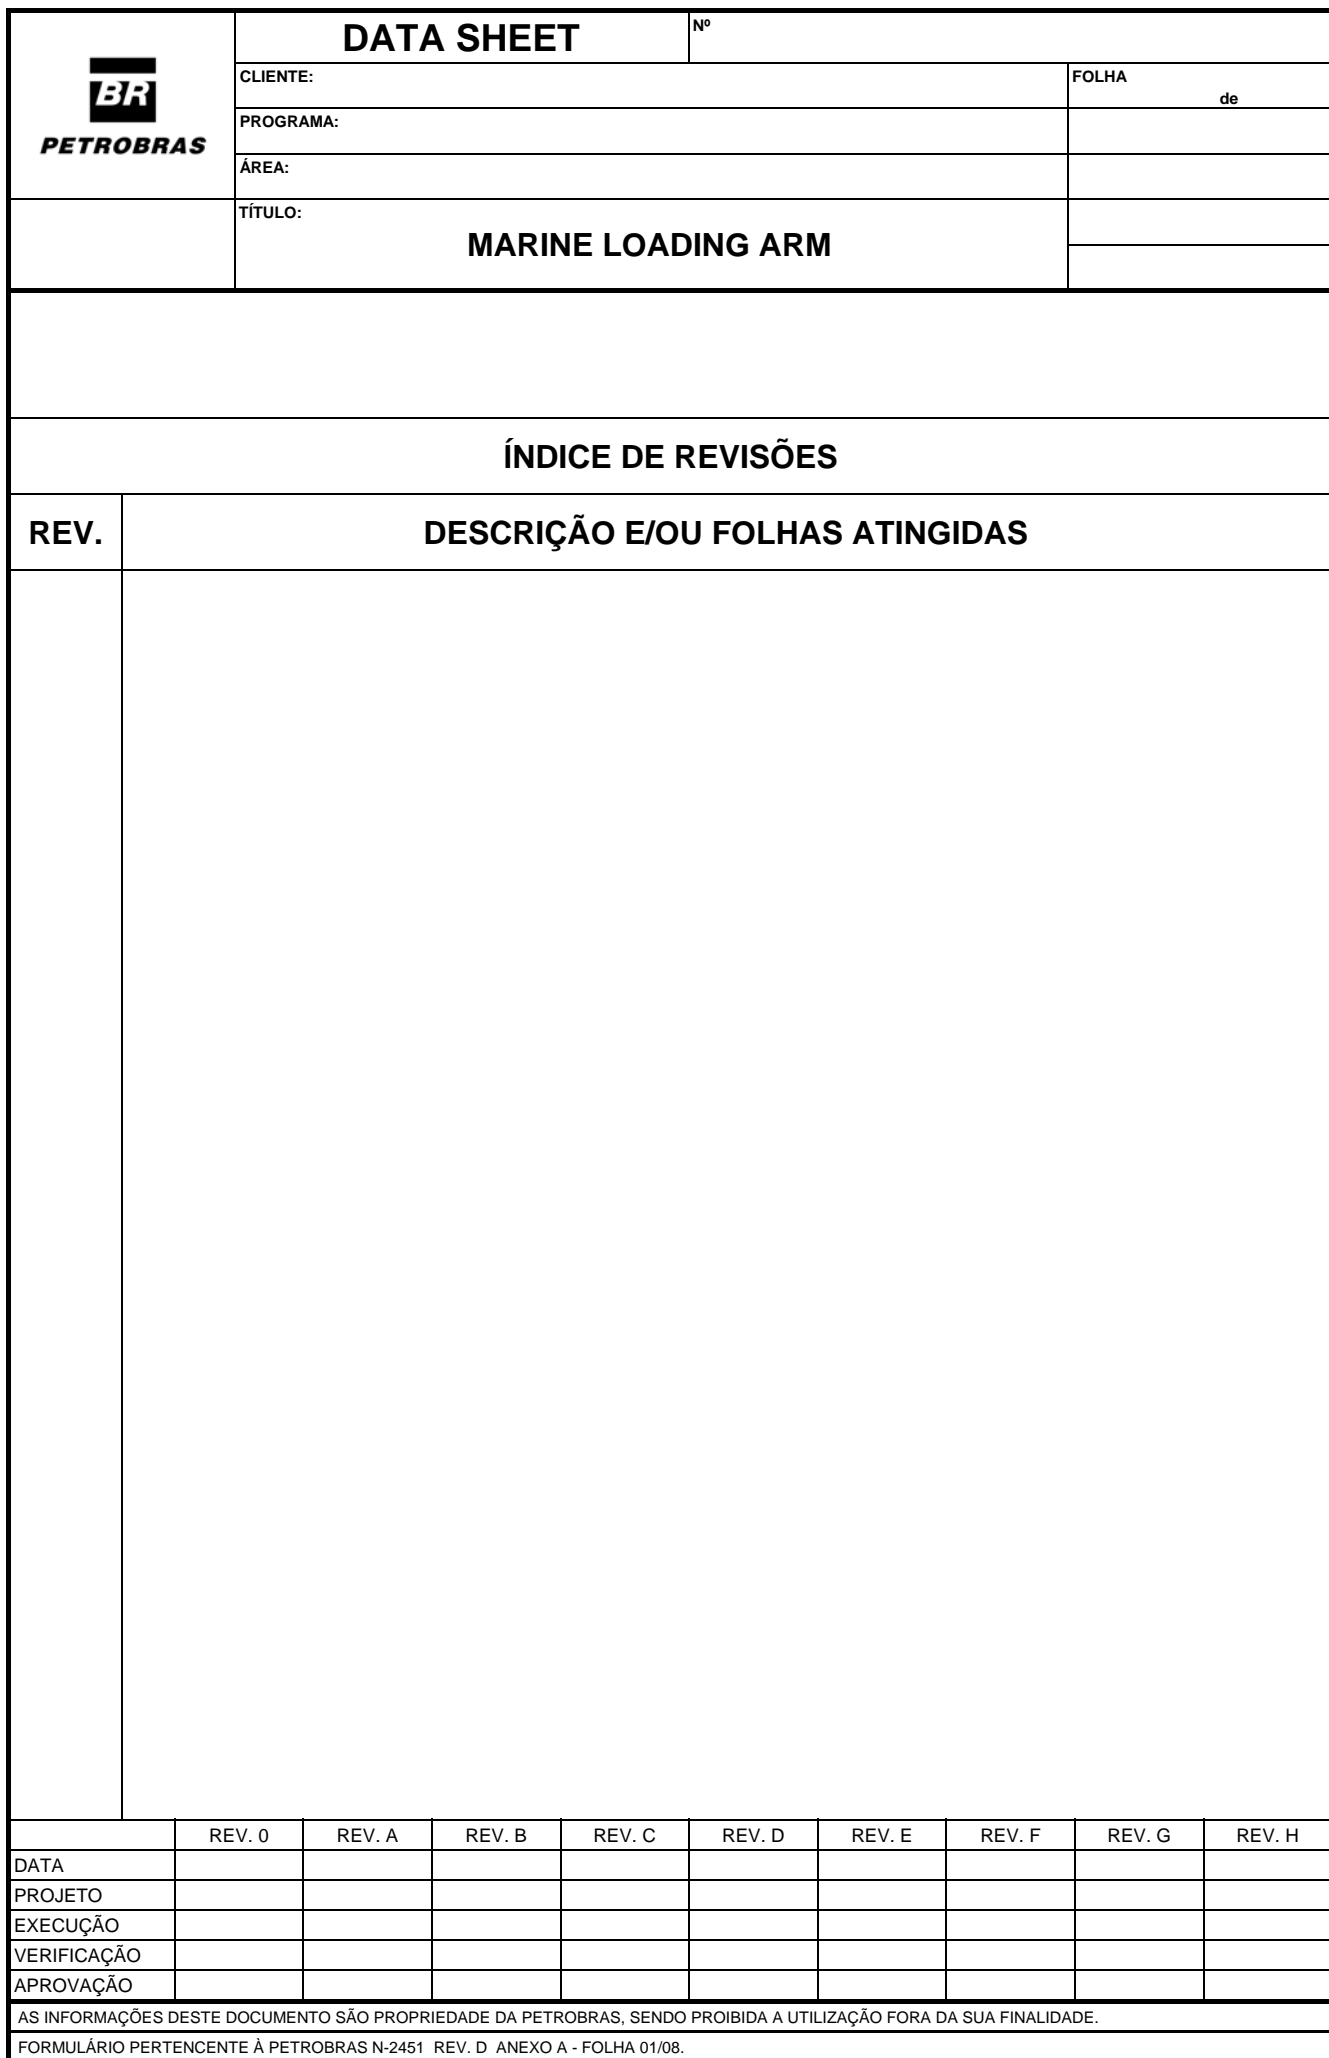 DATA SHEET
Nº
BR
PETROBRAS
CLIENTE:
FOLHA
de
PROGRAMA:
ÁREA:
TÍTULO:
MARINE LOADING ARM
ÍNDICE DE REVISÕES
REV.
DESCRIÇÃO E/OU FOLHAS ATINGIDAS
REV. 0 REV. A REV. B REV. C REV. D REV. E REV. F REV. G REV. H
DATA
PROJETO
EXECUÇÃO
VERIFICAÇÃO
APROVAÇÃO
AS INFORMAÇÕES DESTE DOCUMENTO SÃO PROPRIEDADE DA PETROBRAS, SENDO PROIBIDA A UTILIZAÇÃO FORA DA SUA FINALIDADE.
FORMULÁRIO PERTENCENTE À PETROBRAS N-2451 REV. D ANEXO A - FOLHA 01/08.